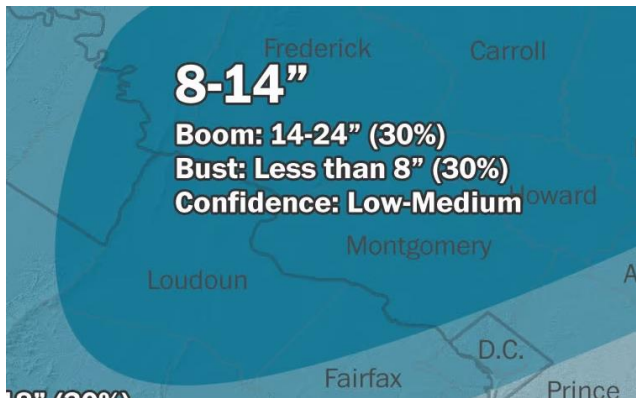 Frederick
Carroll
8-14”
Boom: 14-24” (30%)
Bust: Less than 8” (30%)
Confidence: Low-Medium
Howard
Montgomery
Loudoun
D.C.
Fairfax
Prince